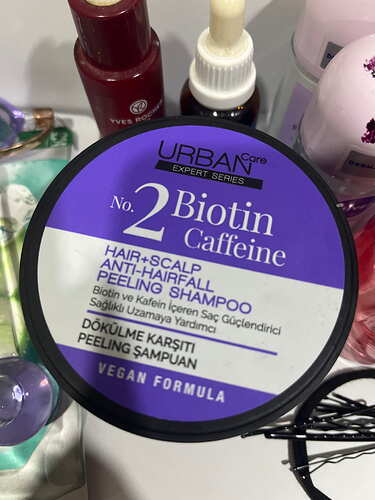 YVES ROCHER
URBAN Care
EXPERT SERIES
No. 2 Biotin
Caffeine
HAIR+SCALP
ANTI-HAIRFALL
PEELING SHAMPOO
Biotin ve Kafein İçeren Saç Güçlendirici
Sağlıklı Uzamaya Yardımcı
DÖKÜLME KARŞITI
PEELING ŞAMPUAN
VEGAN FORMULA